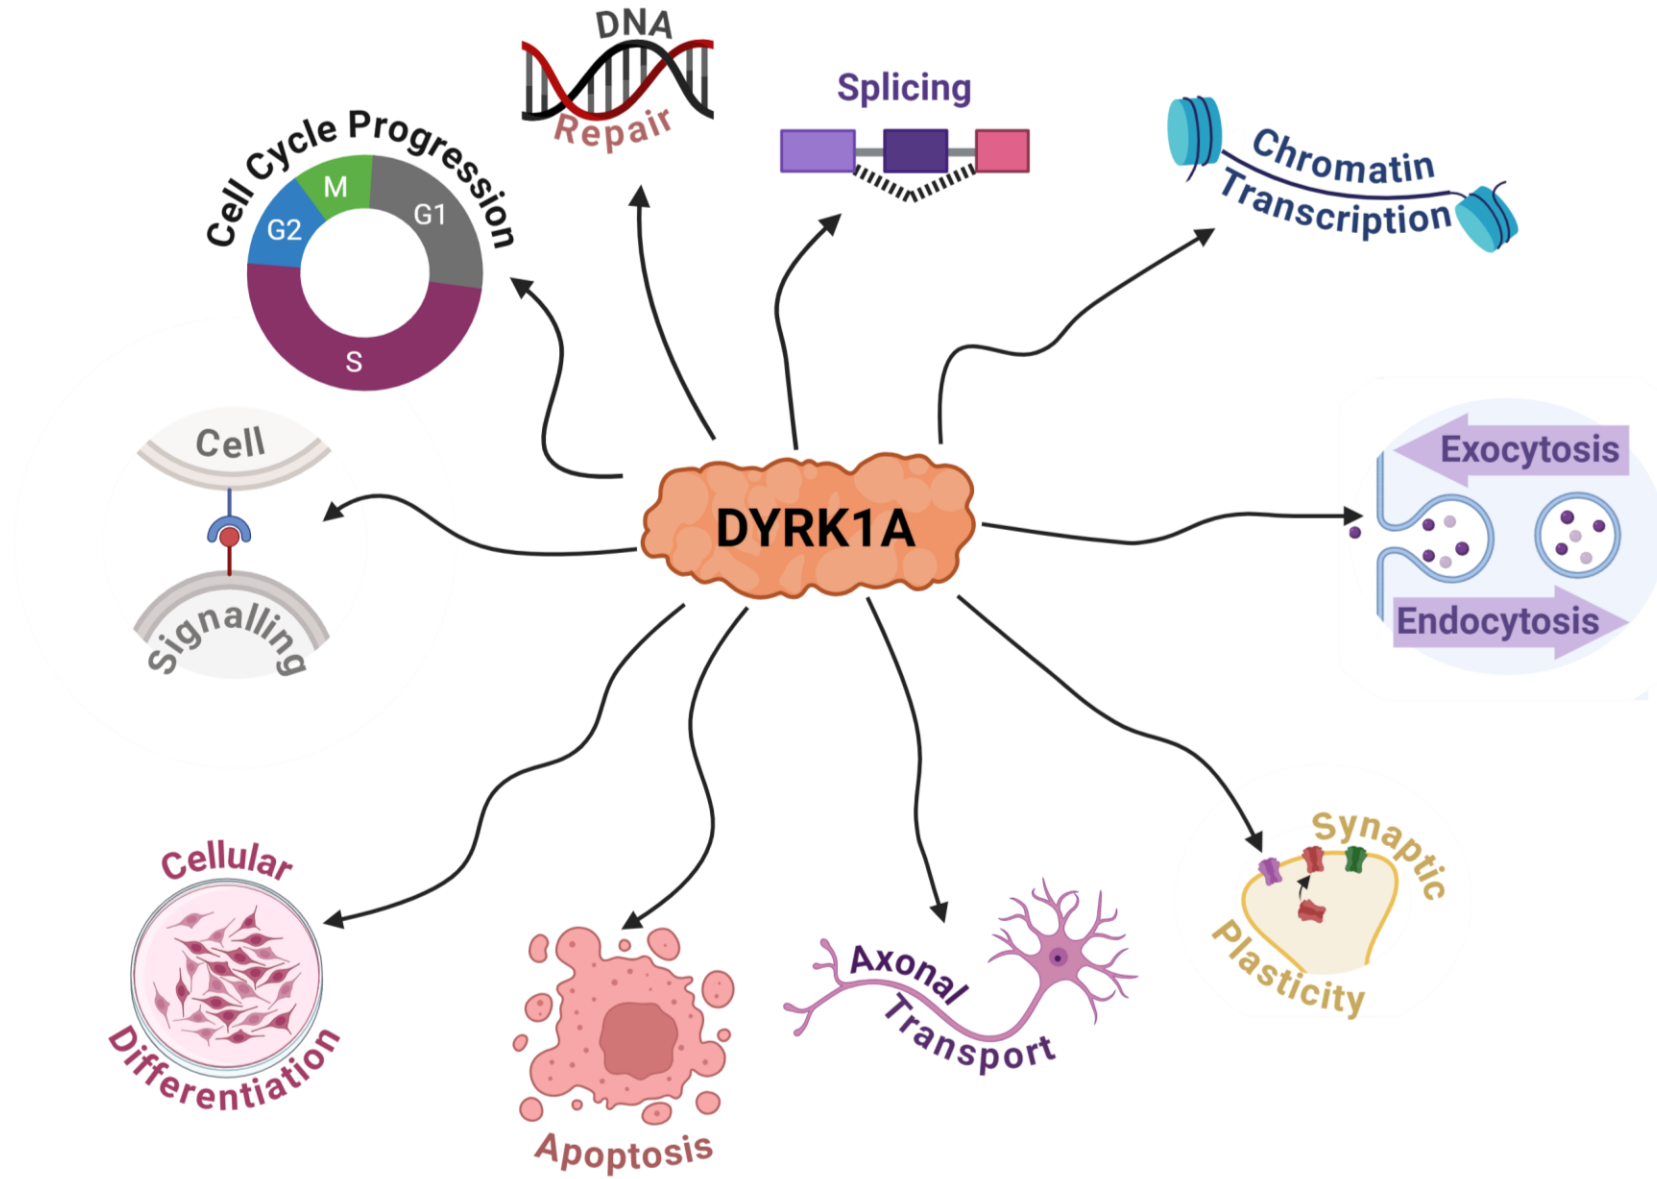 DNA
Repair
Splicing
Chromatin
Transcription
Cell Cycle Progression
M
G1
G2
S
Cell
Signalling
DYRK1A
Exocytosis
Endocytosis
Cellular
Differentiation
Apoptosis
Axonal
Transport
Synaptic
Plasticity